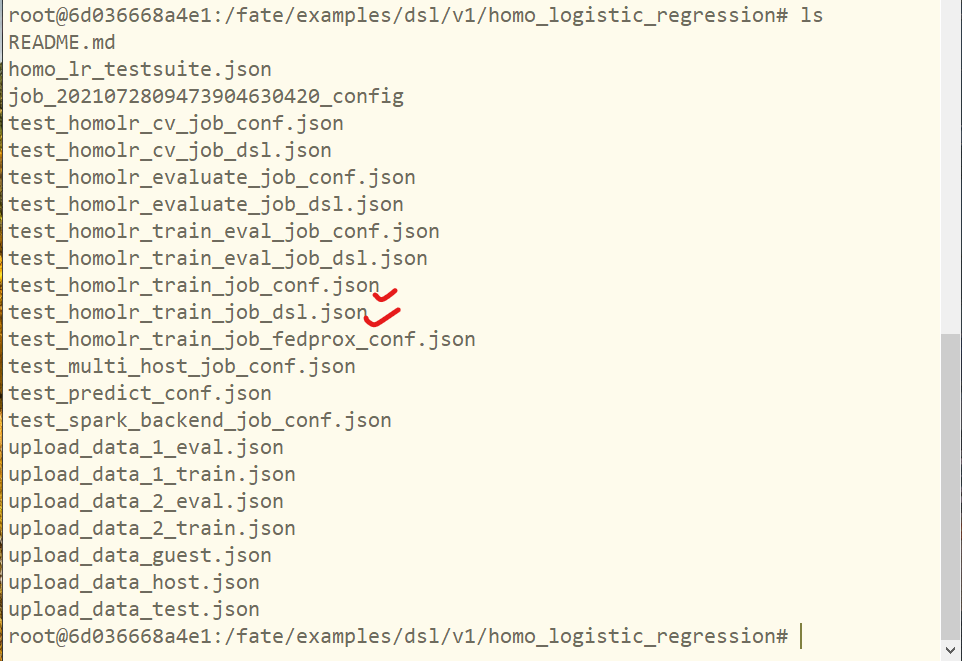 root@6d036668a4e1:/fate/examples/dsl/v1/homo_logistic_regression# ls
README.md
homo_lr_testsuite.json
job_2021072809473904630420_config
test_homolr_cv_job_conf.json
test_homolr_cv_job_dsl.json
test_homolr_evaluate_job_conf.json
test_homolr_evaluate_job_dsl.json
test_homolr_train_eval_job_conf.json
test_homolr_train_eval_job_dsl.json
test_homolr_train_job_conf.json
test_homolr_train_job_dsl.json
test_homolr_train_job_fedprox_conf.json
test_multi_host_job_conf.json
test_predict_conf.json
test_spark_backend_job_conf.json
upload_data_1_eval.json
upload_data_1_train.json
upload_data_2_eval.json
upload_data_2_train.json
upload_data_guest.json
upload_data_host.json
upload_data_test.json
root@6d036668a4e1:/fate/examples/dsl/v1/homo_logistic_regression#